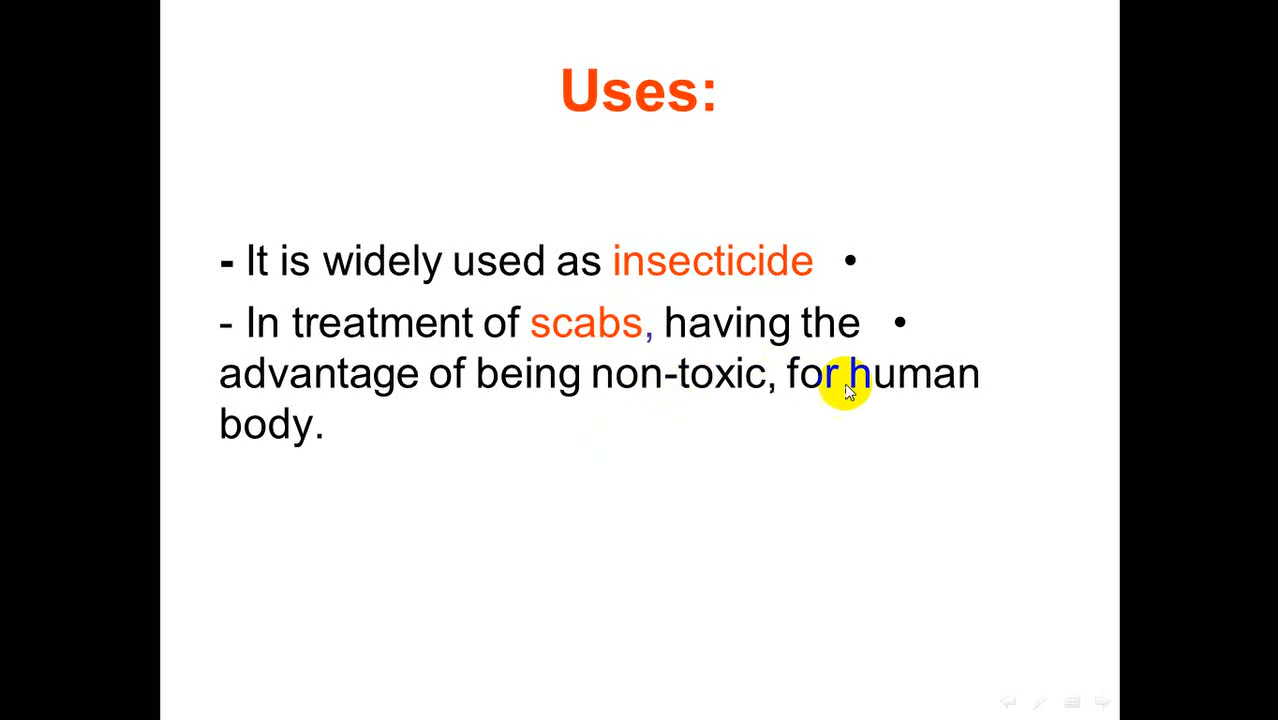 Uses:
- It is widely used as insecticide •
- In treatment of scabs, having the •
advantage of being non-toxic, for human
body.